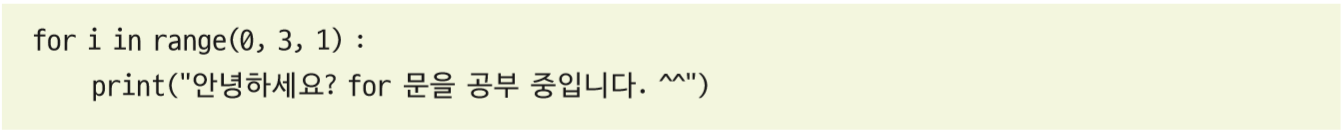 for i in range(0, 3, 1) :
    print("안녕하세요? for 문을 공부 중입니다. ^^")